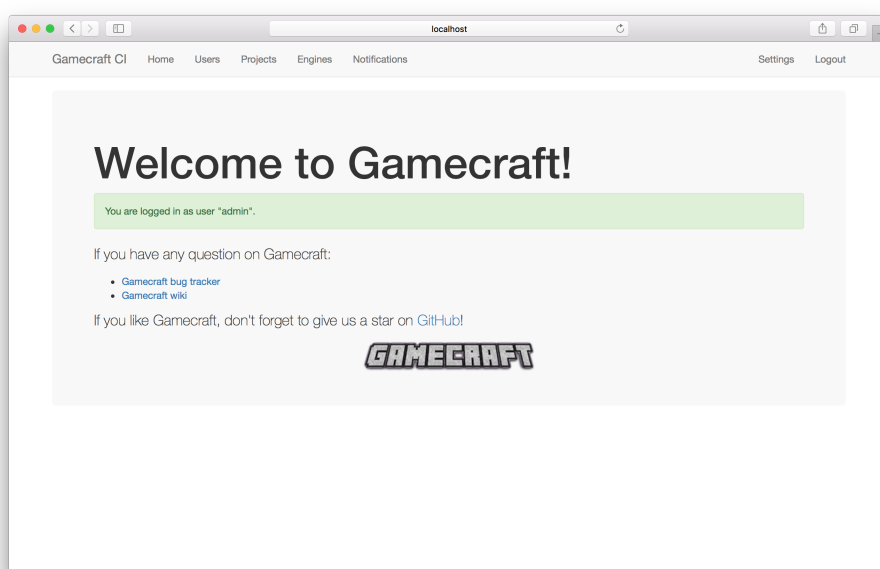 localhost
Gamecraft CI Home Users Projects Engines Notifications Settings Logout
Welcome to Gamecraft!
You are logged in as user "admin".
If you have any question on Gamecraft:
Gamecraft bug tracker
Gamecraft wiki
If you like Gamecraft, don't forget to give us a star on GitHub!
GAMECRAFT